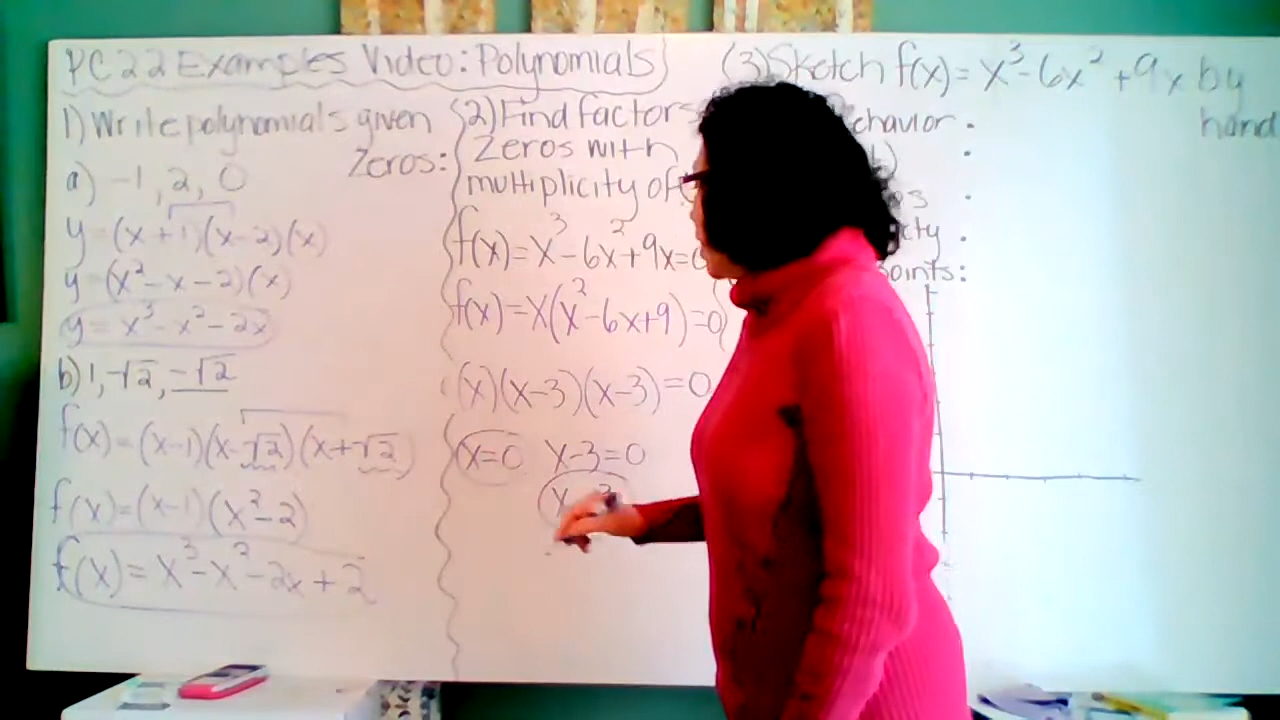 PC 2.2 Examples Video: Polynomials
1) Write polynomials given
Zeros:
a) -1, 2, 0
y = (x+1)(x-2)(x)
y = (x² - x - 2)(x)
y = x³ - x² - 2x
b) 1, √2, -√2
f(x) = (x-1)(x-√2)(x+√2)
f(x) = (x-1)(x²-2)
f(x) = x³ - x² - 2x + 2
(2) Find factors
Zeros with
multiplicity of
f(x) = x³ - 6x² + 9x = 0
f(x) = x(x² - 6x + 9) = 0
(x)(x-3)(x-3) = 0
x = 0 x-3 = 0
x
(3) Sketch f(x) = x³ - 6x² + 9x by
hand